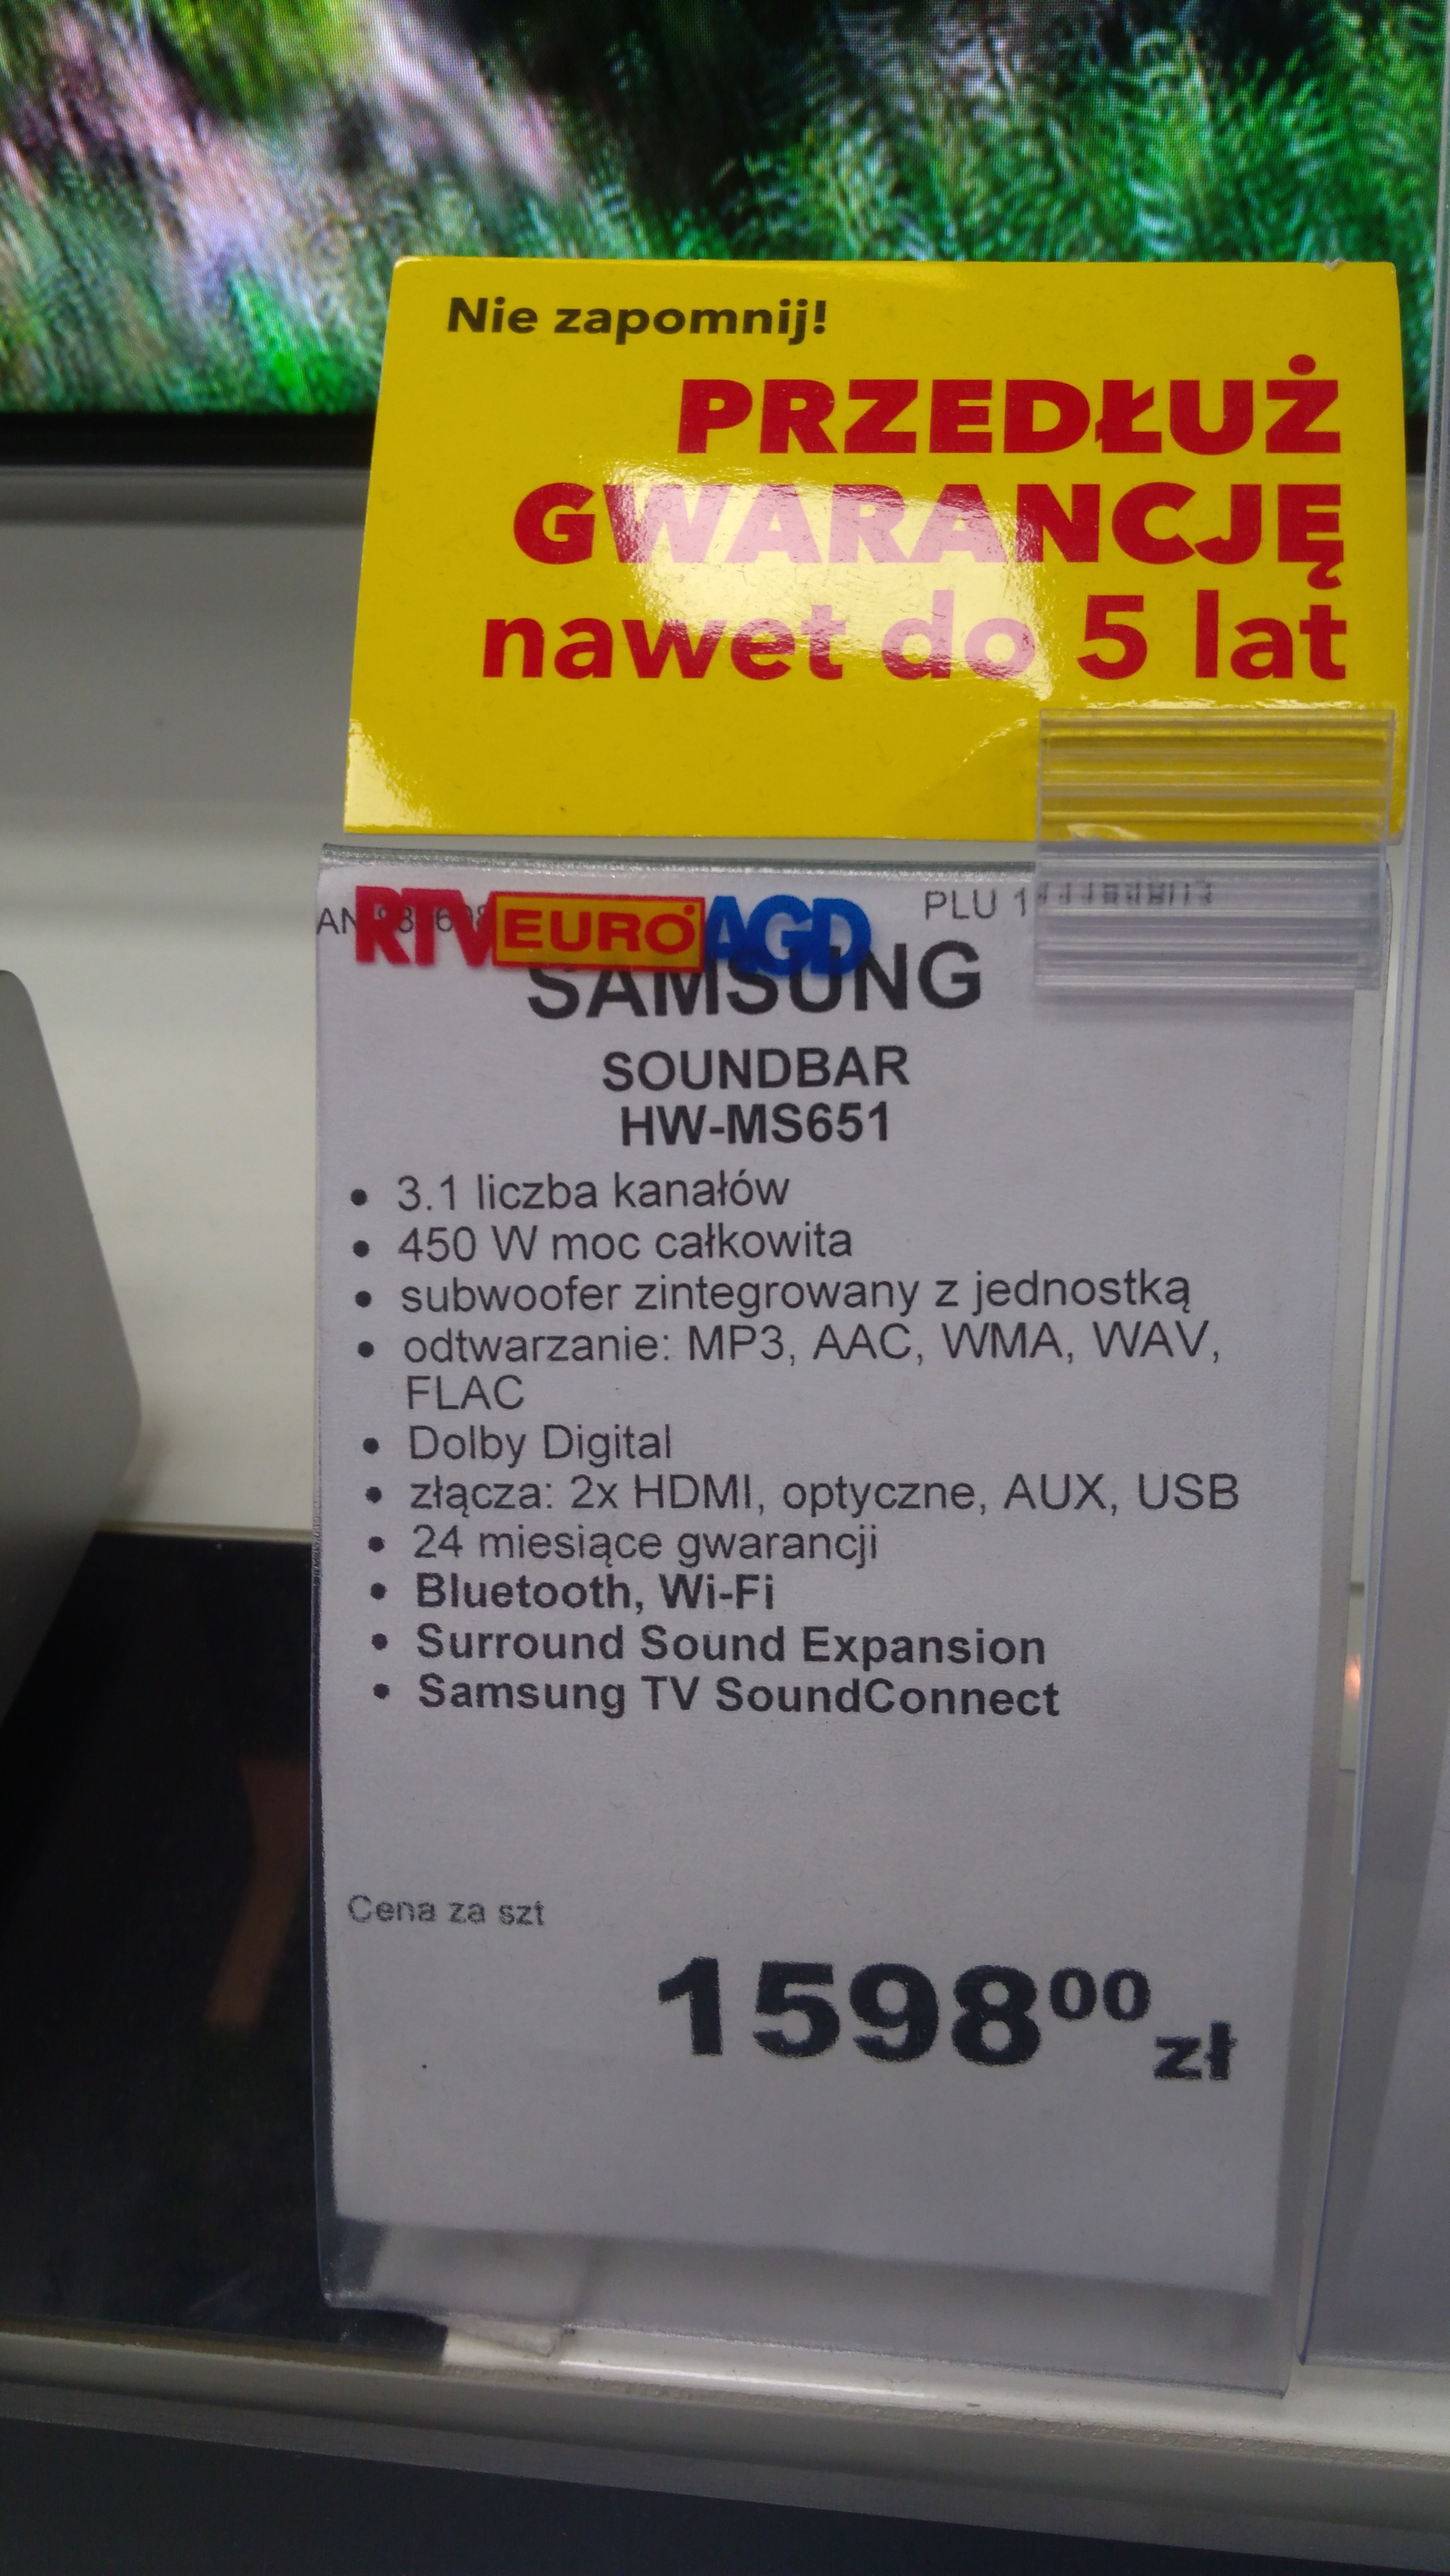 Nie zapomnij!
PRZEDŁUŻ
GWARANCJĘ
nawet do 5 lat
RTV EURO AGD
PLU
SAMSUNG
SOUNDBAR
HW-MS651
• 3.1 liczba kanałów
• 450 W moc całkowita
• subwoofer zintegrowany z jednostką
• odtwarzanie: MP3, AAC, WMA, WAV,
FLAC
• Dolby Digital
• złącza: 2x HDMI, optyczne, AUX, USB
• 24 miesiące gwarancji
• Bluetooth, Wi-Fi
• Surround Sound Expansion
• Samsung TV SoundConnect
Cena za szt
1598⁰⁰ zł